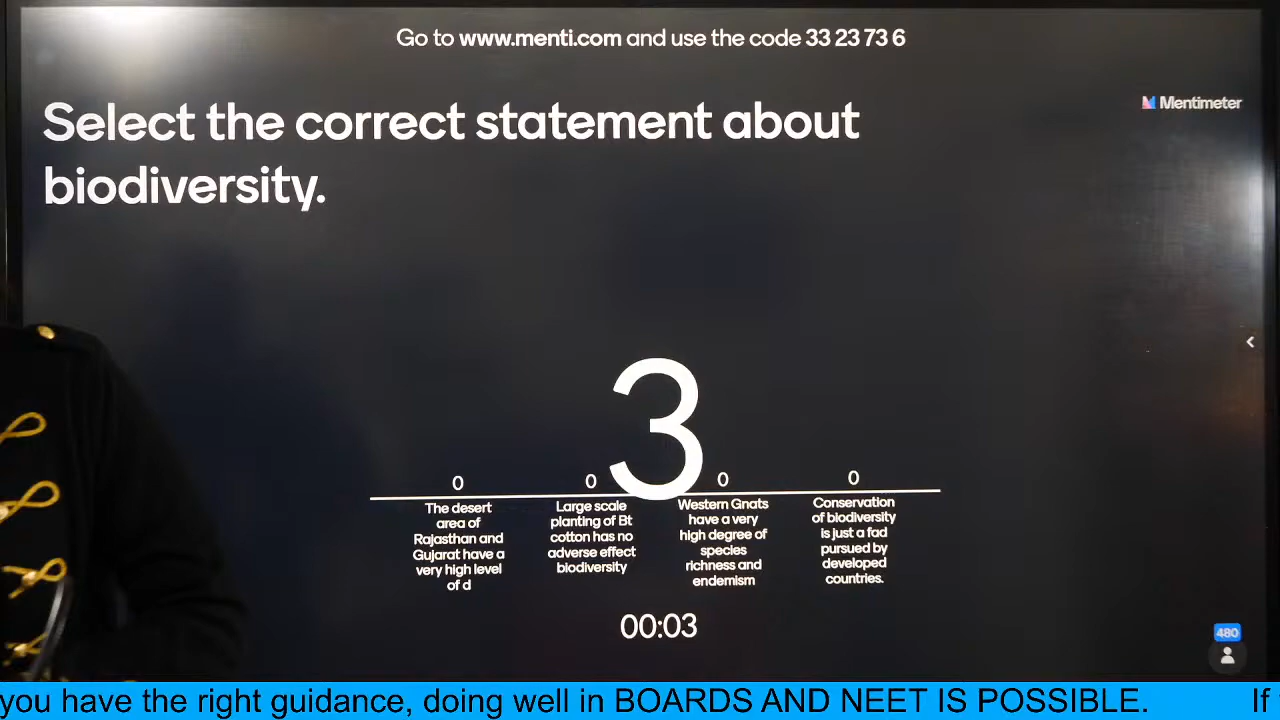 Go to www.menti.com and use the code 33 23 73 6
Mentimeter
Select the correct statement about
biodiversity.
3
0
0
0
0
The desert
area of
Rajasthan and
Gujarat have a
very high level
of d
Large scale
planting of Bt
cotton has no
adverse effect
biodiversity
Western Gnats
have a very
high degree of
species
richness and
endemism
Conservation
of biodiversity
is just a fad
pursued by
developed
countries.
00:03
480
you have the right guidance, doing well in BOARDS AND NEET IS POSSIBLE. If